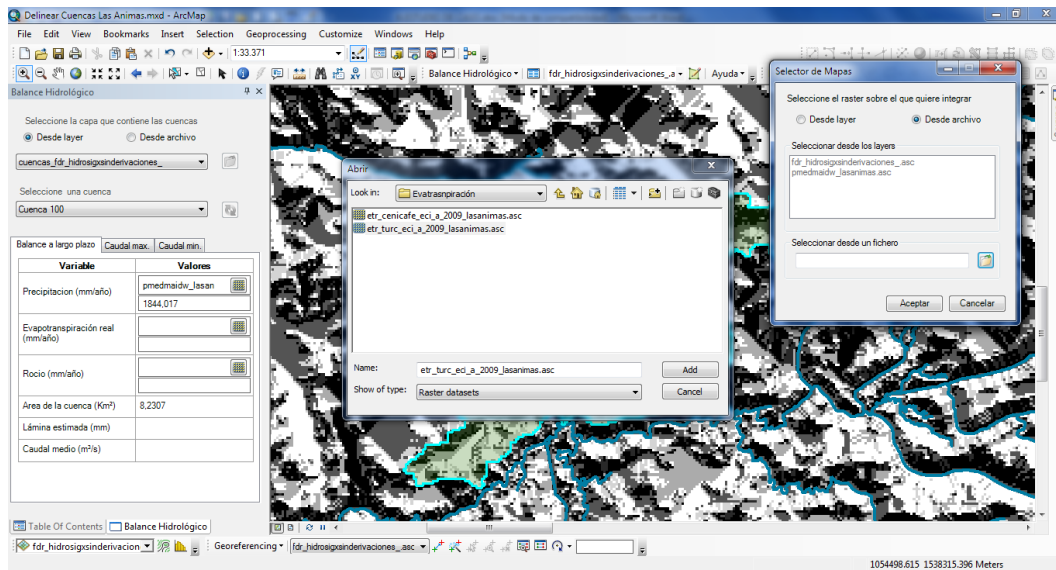 Delinear Cuencas Las Animas.mxd - ArcMap
File Edit View Bookmarks Insert Selection Geoprocessing Customize Windows Help
1:33.371
Balance Hidrológico fdr_hidrosigxsinderivaciones_.a Ayuda
Balance Hidrológico
Seleccione la capa que contiene las cuencas
Desde layer Desde archivo
cuencas_fdr_hidrosigxsinderivaciones_
Seleccione una cuenca
Cuenca 100
Balance a largo plazo Caudal max. Caudal min.
Variable Valores
Precipitacion (mm/año) pmedmaidw_lasan
1844,017
Evapotranspiración real
(mm/año)
Rocio (mm/año)
Area de la cuenca (Km²) 8,2307
Lámina estimada (mm)
Caudal medio (m³/s)
Table Of Contents Balance Hidrológico
Abrir
Look in: Evatraspiración
etr_cenicafe_eci_a_2009_lasanimas.asc
etr_turc_eci_a_2009_lasanimas.asc
Name: etr_turc_eci_a_2009_lasanimas.asc Add
Show of type: Raster datasets Cancel
Selector de Mapas
Seleccione el raster sobre el que quiere integrar
Desde layer Desde archivo
Seleccionar desde los layers
fdr_hidrosigxsinderivaciones_.asc
pmedmaidw_lasanimas.asc
Seleccionar desde un fichero
Aceptar Cancelar
fdr_hidrosigxsinderivacion Georeferencing fdr_hidrosigxsinderivaciones_.asc
1054498.615 1538315.396 Meters